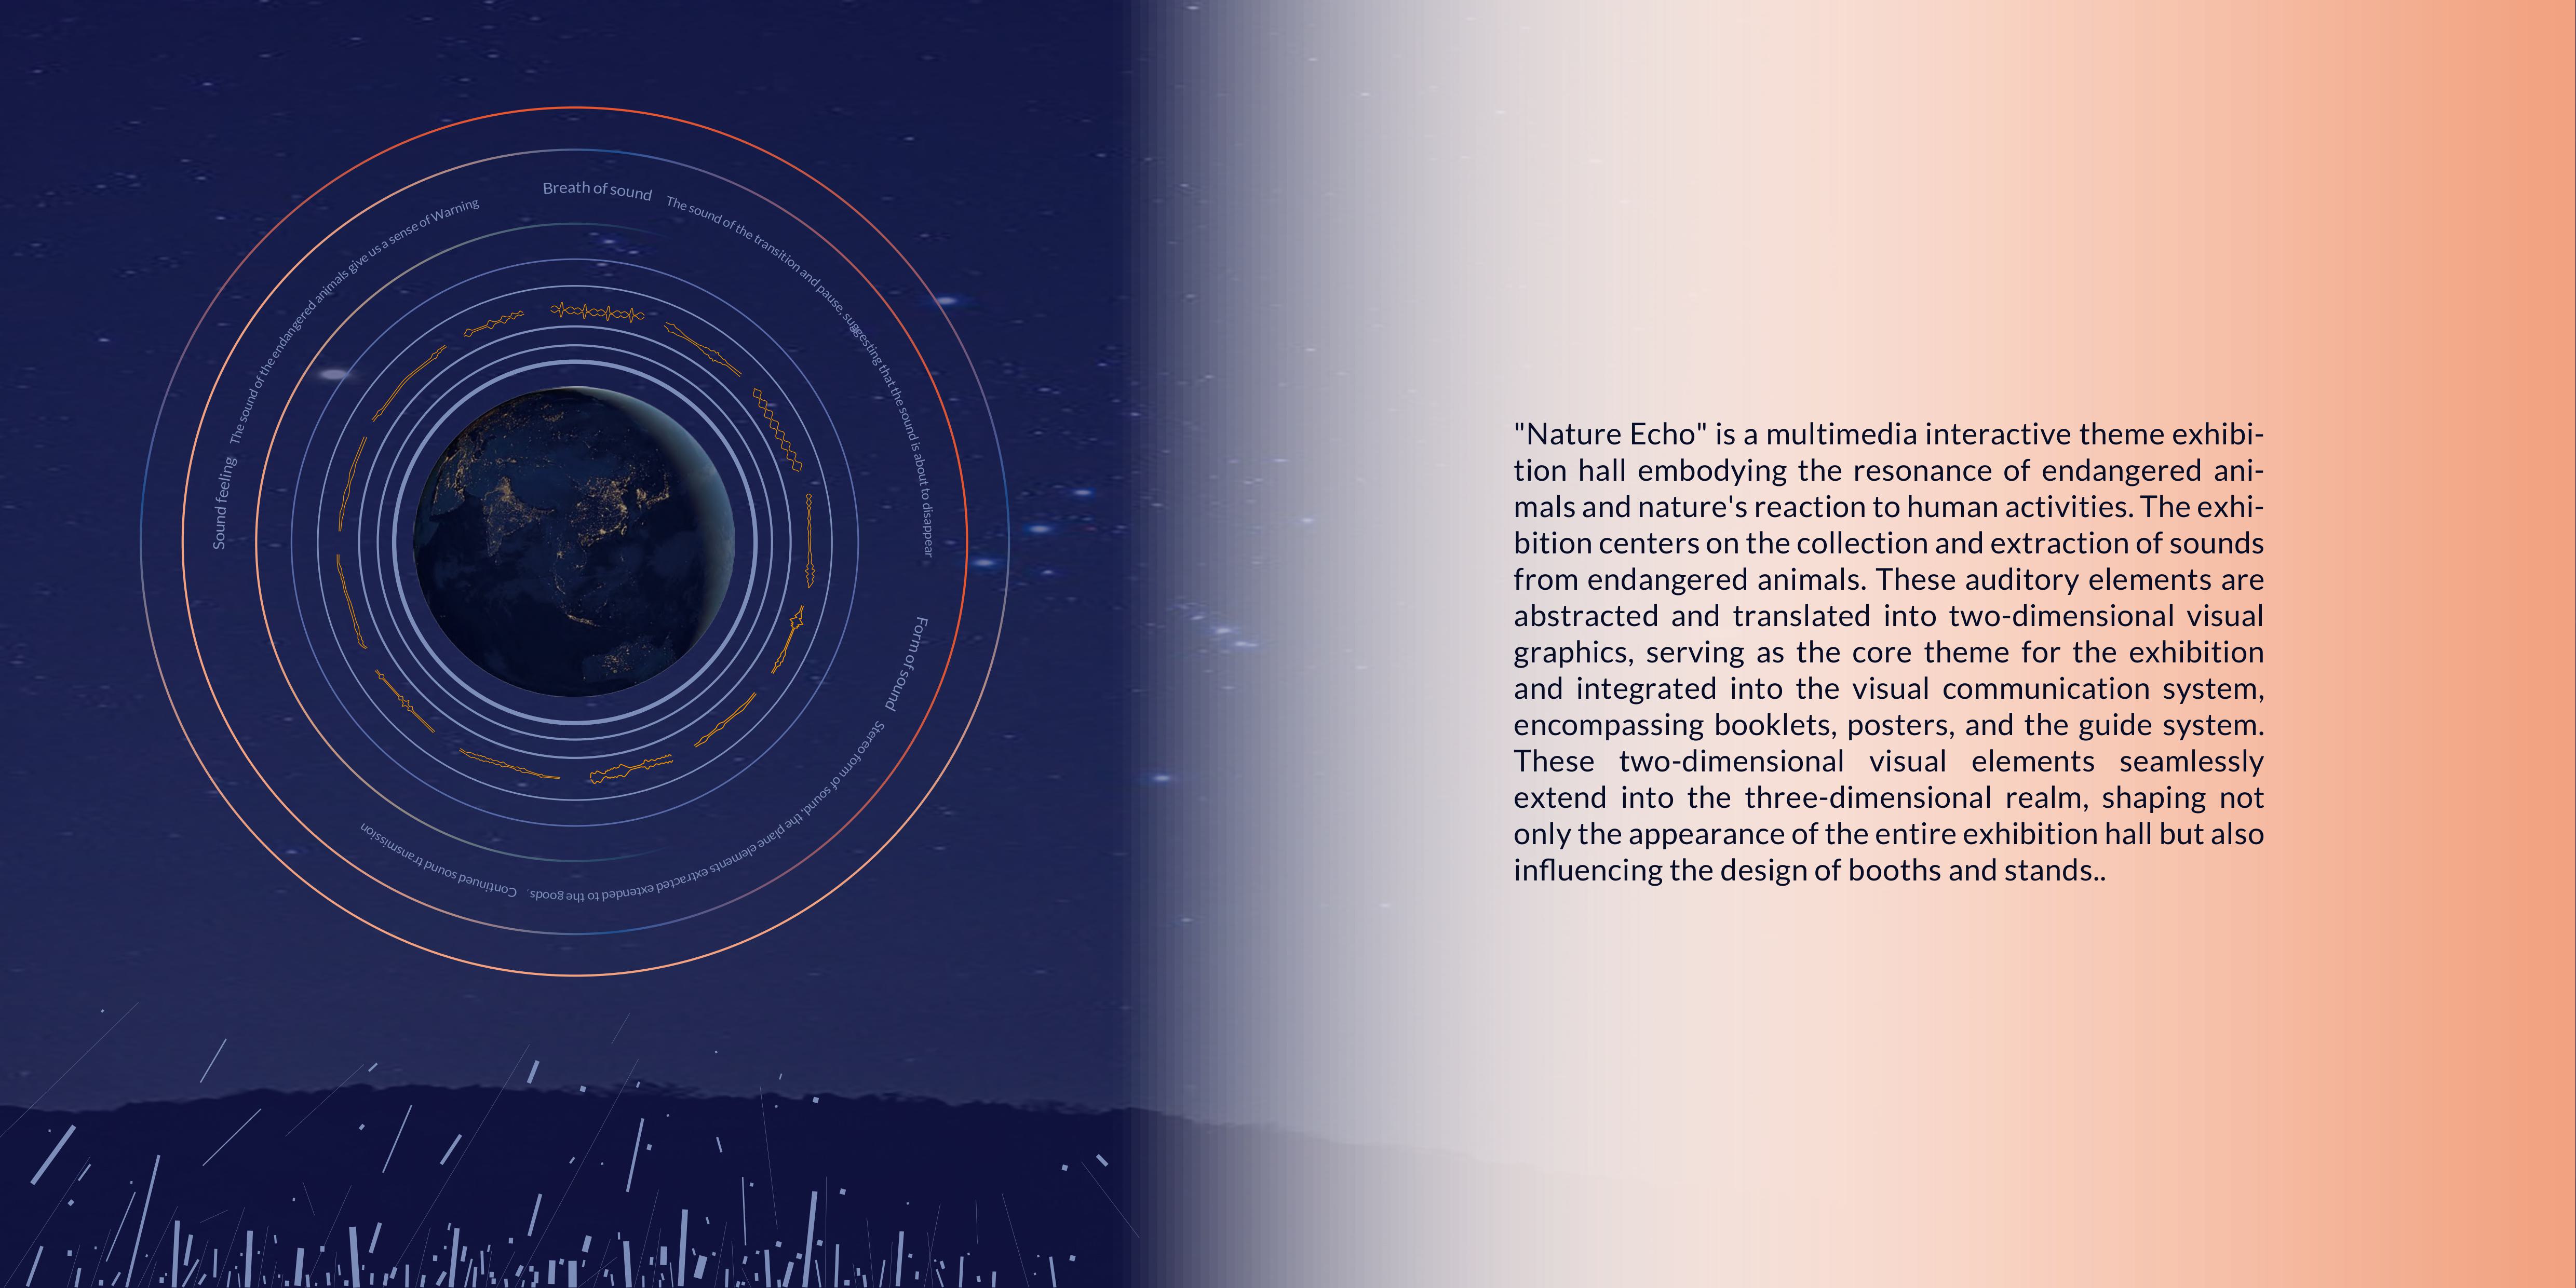 Breath of sound
The sound of the transition and pause, suggesting that the sound is about to disappear
Form of sound
Stereo form of sound, the plane elements extracted extended to the goods.
Continued sound transmission
Sound feeling
The sound of the endangered animals give us a sense of Warning
"Nature Echo" is a multimedia interactive theme exhibi-
tion hall embodying the resonance of endangered ani-
mals and nature's reaction to human activities. The exhi-
bition centers on the collection and extraction of sounds
from endangered animals. These auditory elements are
abstracted and translated into two-dimensional visual
graphics, serving as the core theme for the exhibition
and integrated into the visual communication system,
encompassing booklets, posters, and the guide system.
These two-dimensional visual elements seamlessly
extend into the three-dimensional realm, shaping not
only the appearance of the entire exhibition hall but also
influencing the design of booths and stands..